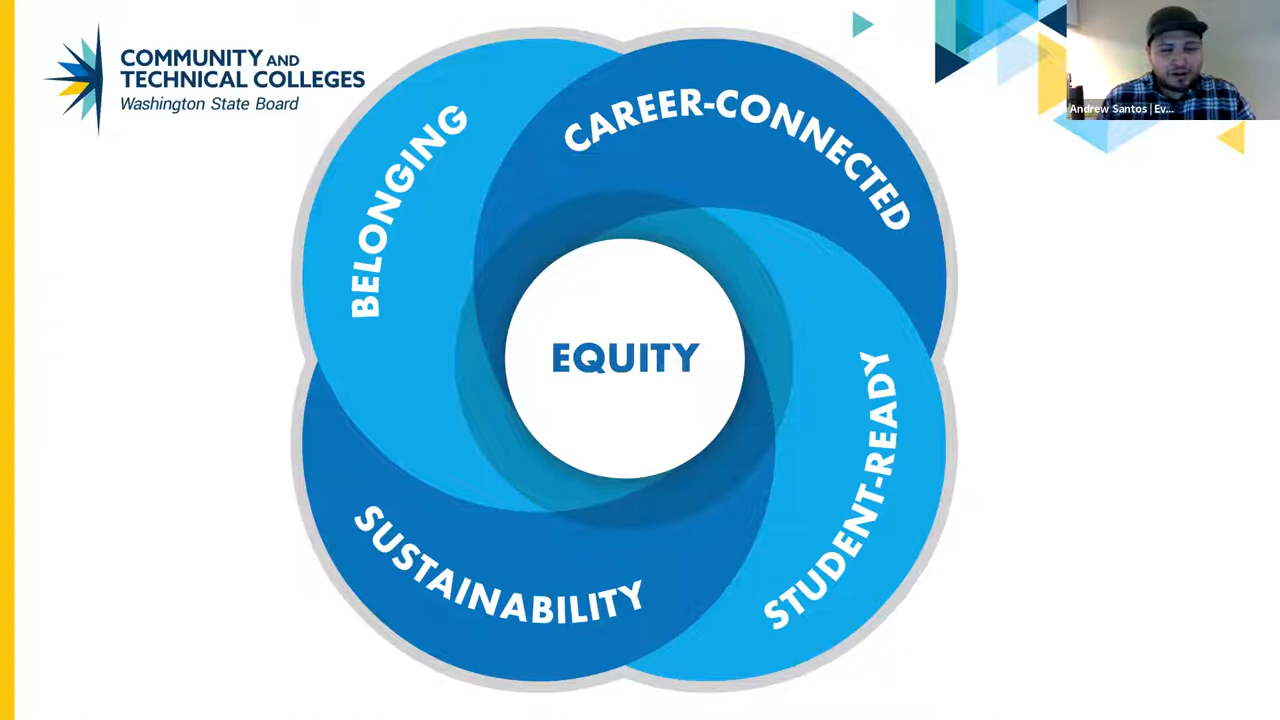 COMMUNITY AND
TECHNICAL COLLEGES
Washington State Board
BELONGING
CAREER-CONNECTED
EQUITY
STUDENT-READY
SUSTAINABILITY
Andrew Santos | Ev...